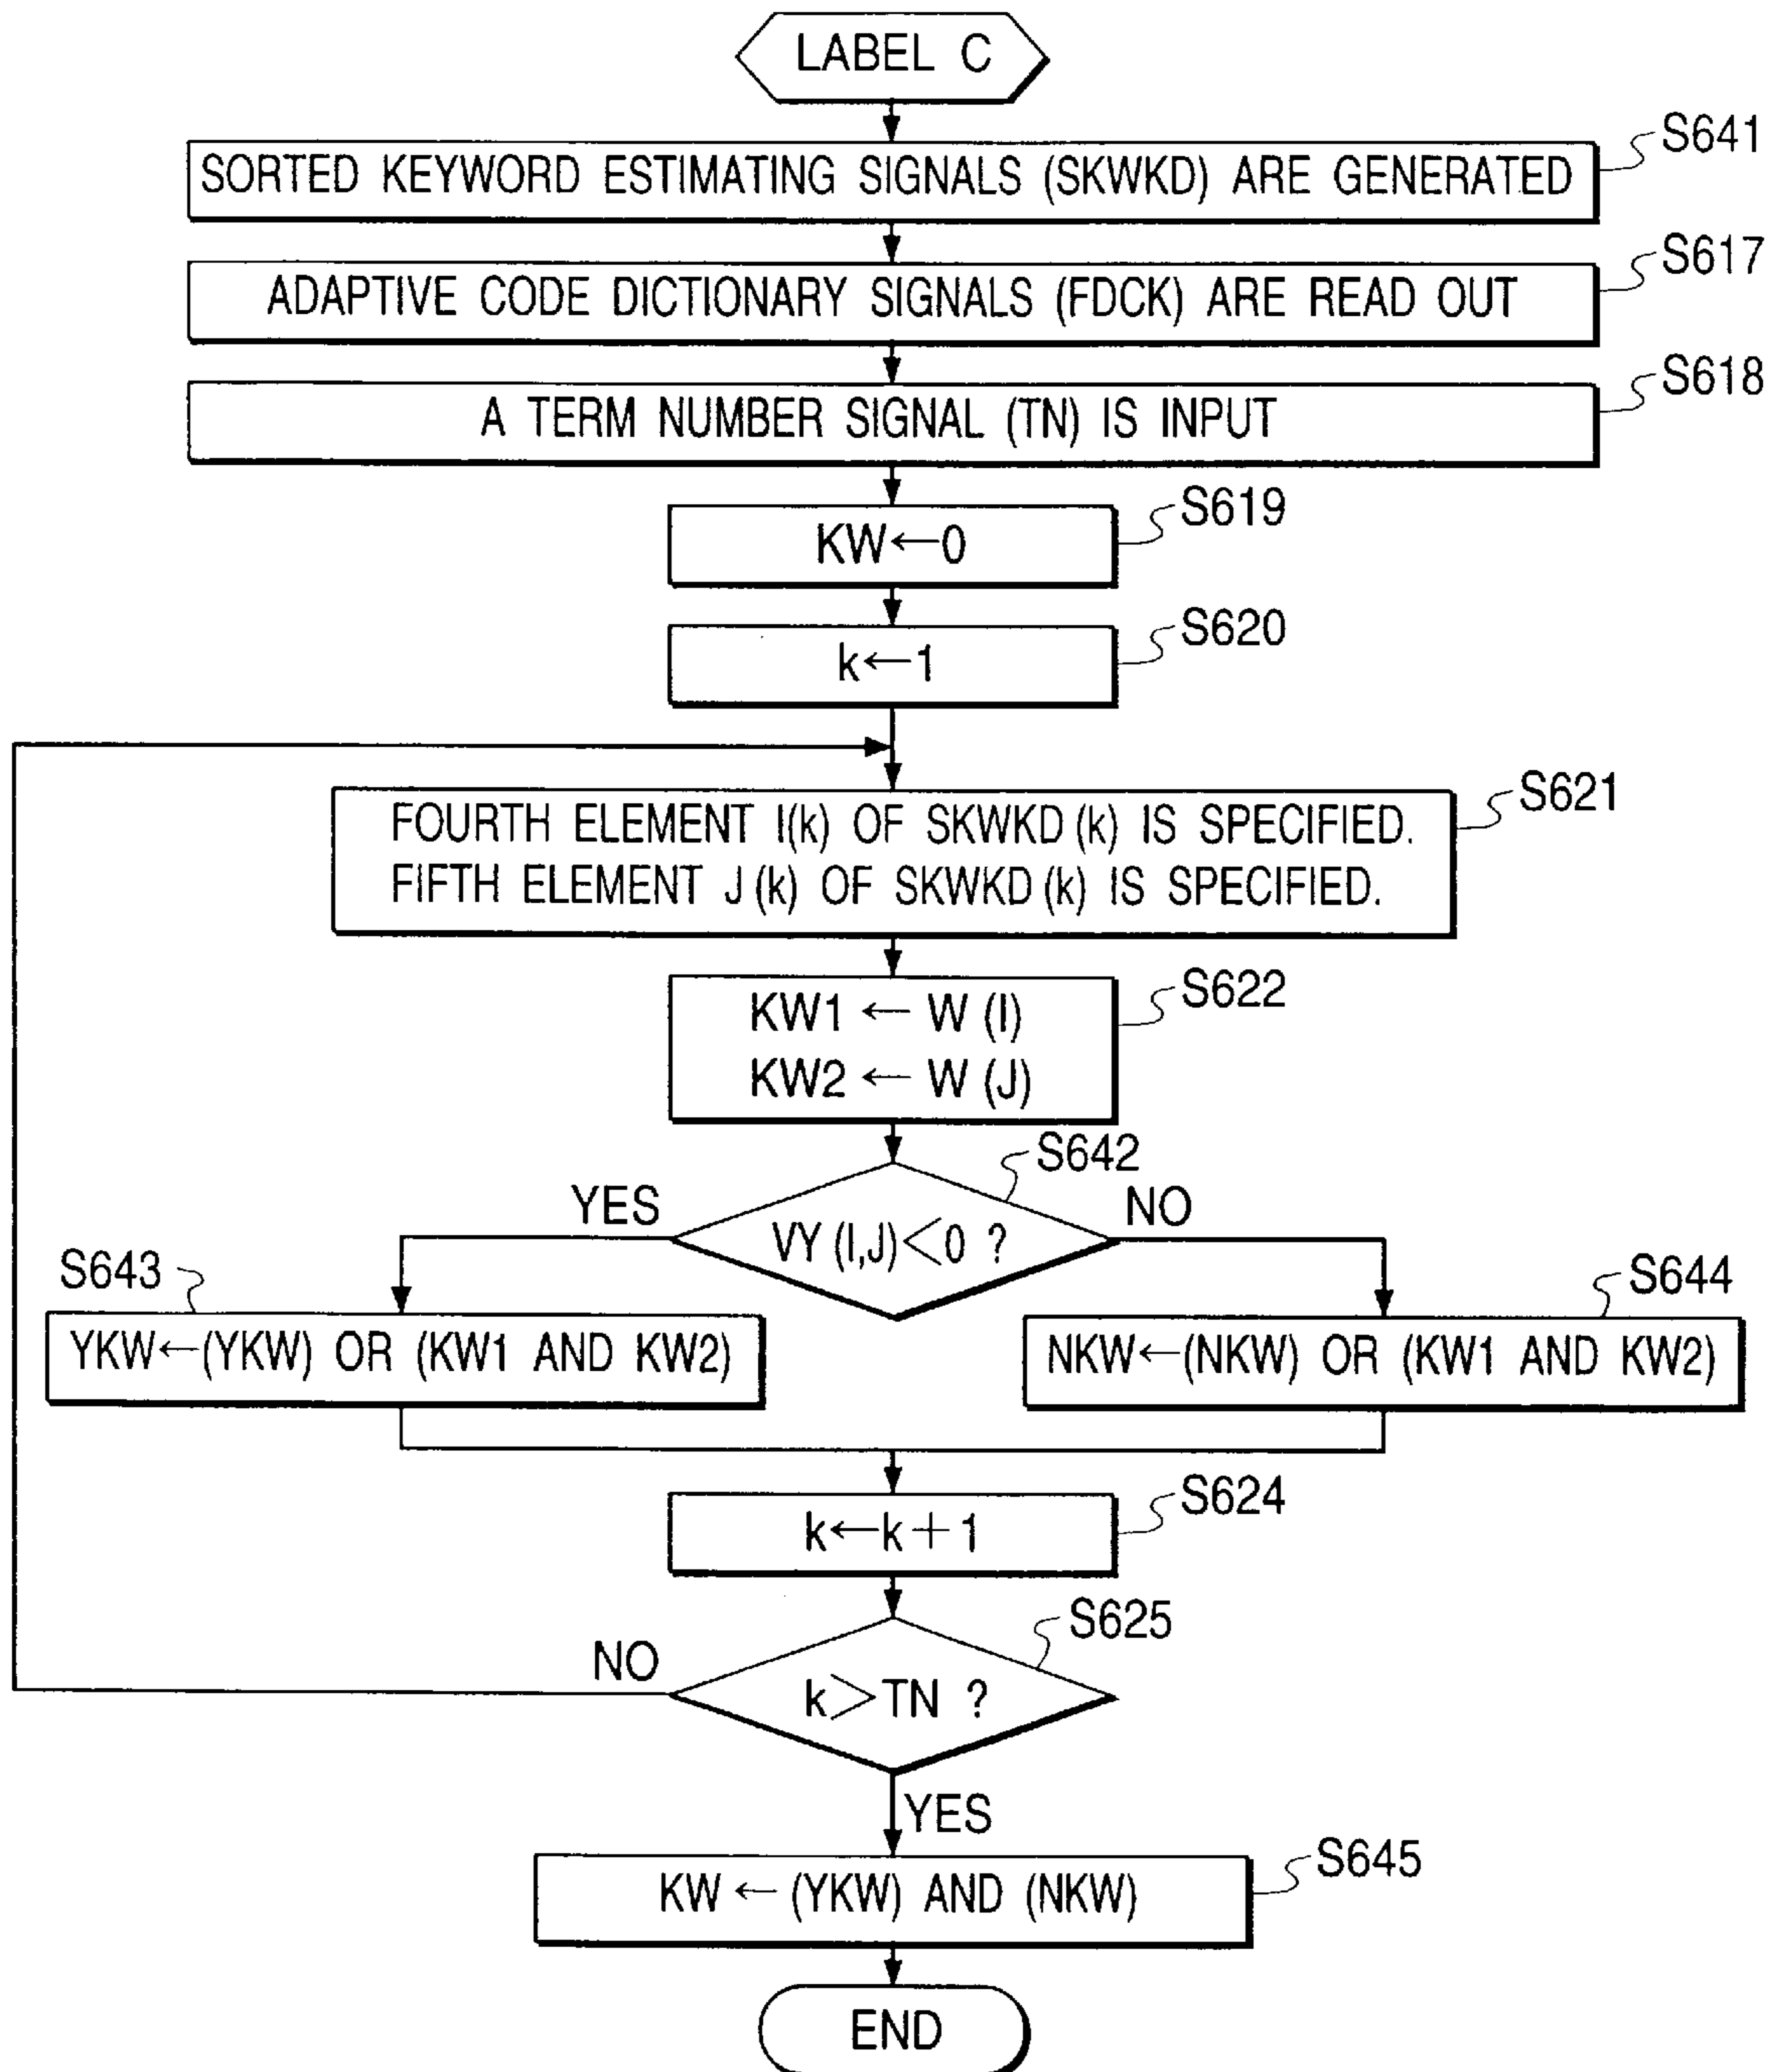 LABEL C
S641
SORTED KEYWORD ESTIMATING SIGNALS (SKWKD) ARE GENERATED
S617
ADAPTIVE CODE DICTIONARY SIGNALS (FDCK) ARE READ OUT
S618
A TERM NUMBER SIGNAL (TN) IS INPUT
S619
KW←0
S620
k←1
S621
FOURTH ELEMENT I(k) OF SKWKD(k) IS SPECIFIED.
FIFTH ELEMENT J(k) OF SKWKD(k) IS SPECIFIED.
S622
KW1 ← W(I)
KW2 ← W(J)
S642
YES
NO
VY(I,J)<0 ?
S643
S644
YKW←(YKW) OR (KW1 AND KW2)
NKW←(NKW) OR (KW1 AND KW2)
S624
k←k+1
S625
NO
k>TN ?
YES
S645
KW ← (YKW) AND (NKW)
END